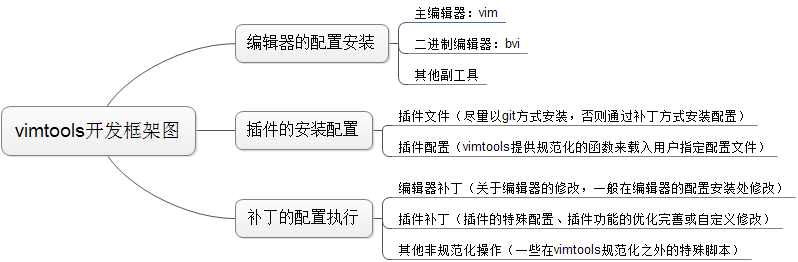 vimtools开发框架图
编辑器的配置安装
主编辑器：vim
二进制编辑器：bvi
其他副工具
插件的安装配置
插件文件（尽量以git方式安装，否则通过补丁方式安装配置）
插件配置（vimtools提供规范化的函数来载入用户指定配置文件）
补丁的配置执行
编辑器补丁（关于编辑器的修改，一般在编辑器的配置安装处修改）
插件补丁（插件的特殊配置、插件功能的优化完善或自定义修改）
其他非规范化操作（一些在vimtools规范化之外的特殊脚本）